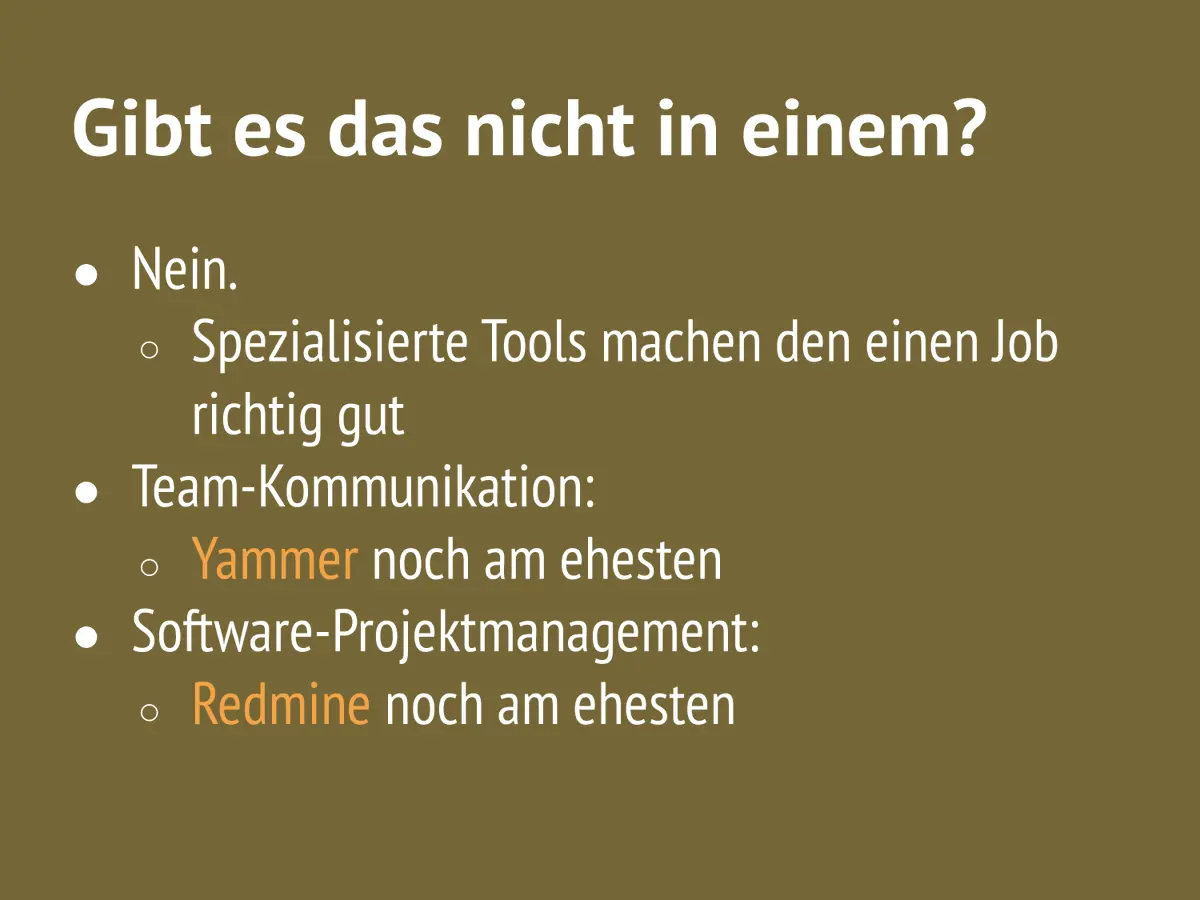 Gibt es das nicht in einem?
● Nein.
○ Spezialisierte Tools machen den einen Job
richtig gut
● Team-Kommunikation:
○ Yammer noch am ehesten
● Software-Projektmanagement:
○ Redmine noch am ehesten